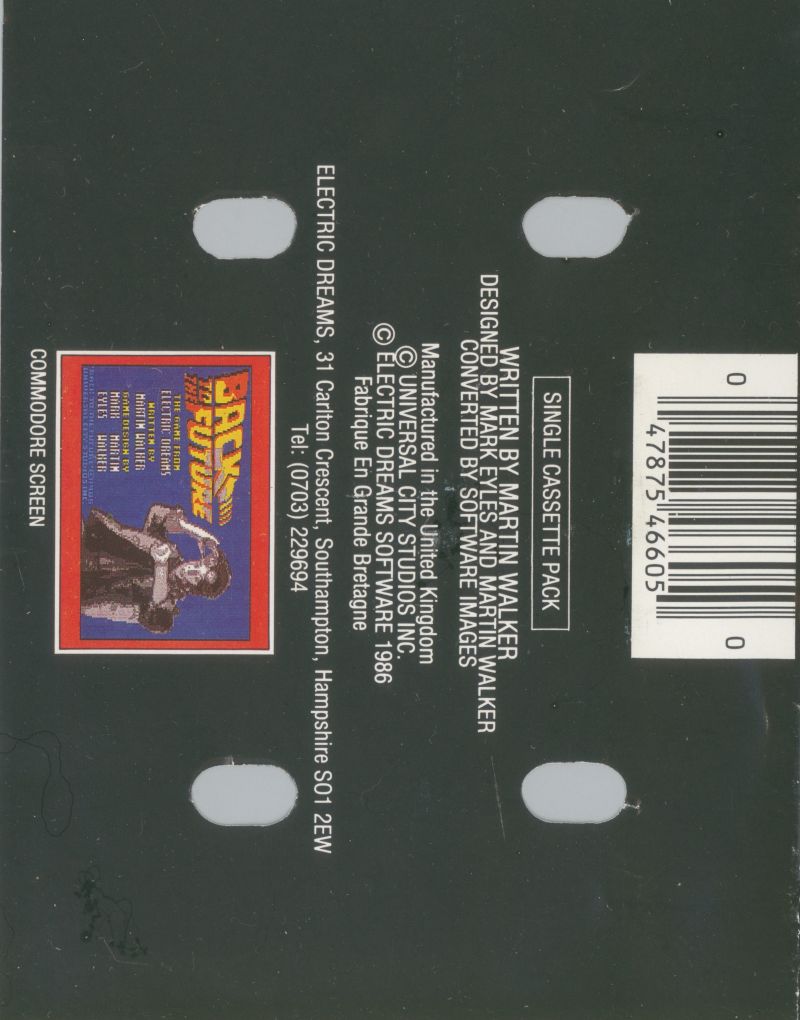 0 47875 46605 0
SINGLE CASSETTE PACK
WRITTEN BY MARTIN WALKER
DESIGNED BY MARK EYLES AND MARTIN WALKER
CONVERTED BY SOFTWARE IMAGES
Manufactured in the United Kingdom
© UNIVERSAL CITY STUDIOS INC.
© ELECTRIC DREAMS SOFTWARE 1986
Fabrique En Grande Bretagne
ELECTRIC DREAMS, 31 Carlton Crescent, Southampton, Hampshire SO1 2EW
Tel: (0703) 229694
BACK
TO THE FUTURE
THE GAME FROM
ELECTRIC DREAMS
WRITTEN BY
MARTIN WALKER
GAME DESIGN BY
MARK MARTIN
EYLES WALKER
COMMODORE SCREEN